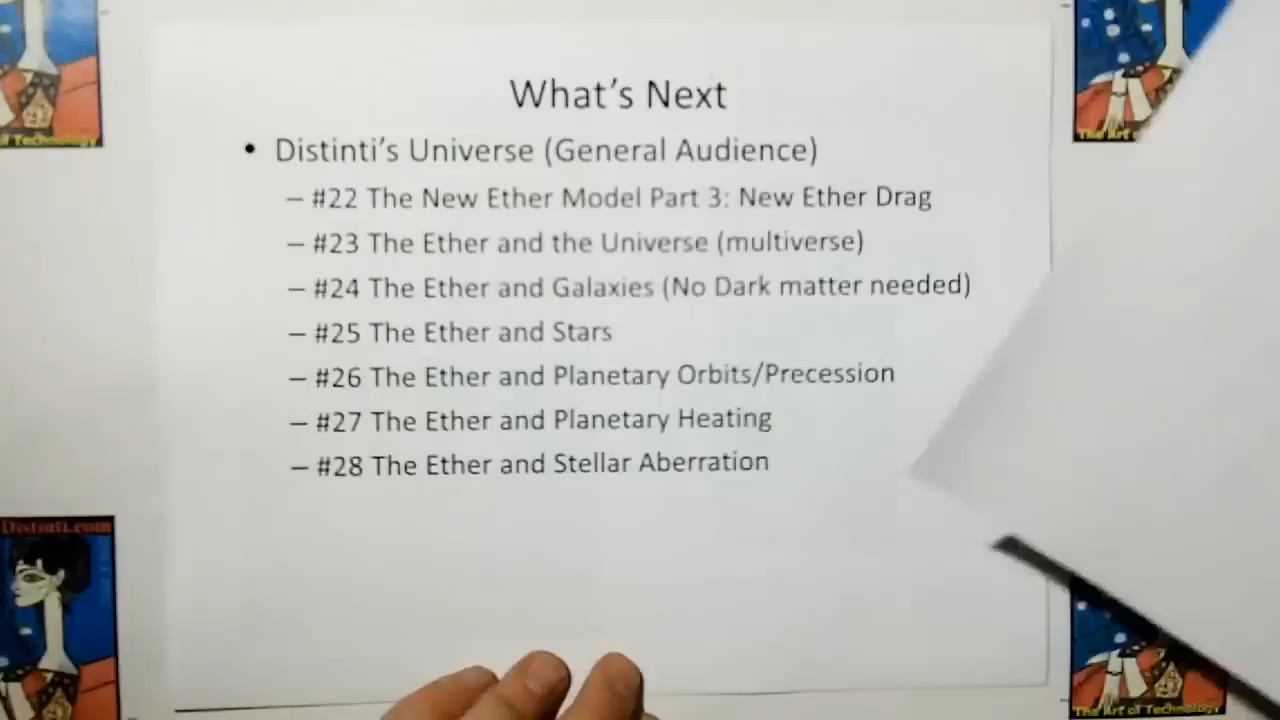 What's Next
• Distinti's Universe (General Audience)
– #22 The New Ether Model Part 3: New Ether Drag
– #23 The Ether and the Universe (multiverse)
– #24 The Ether and Galaxies (No Dark matter needed)
– #25 The Ether and Stars
– #26 The Ether and Planetary Orbits/Precession
– #27 The Ether and Planetary Heating
– #28 The Ether and Stellar Aberration
of Technology
The Art
Distinti.com
The Art of Technology